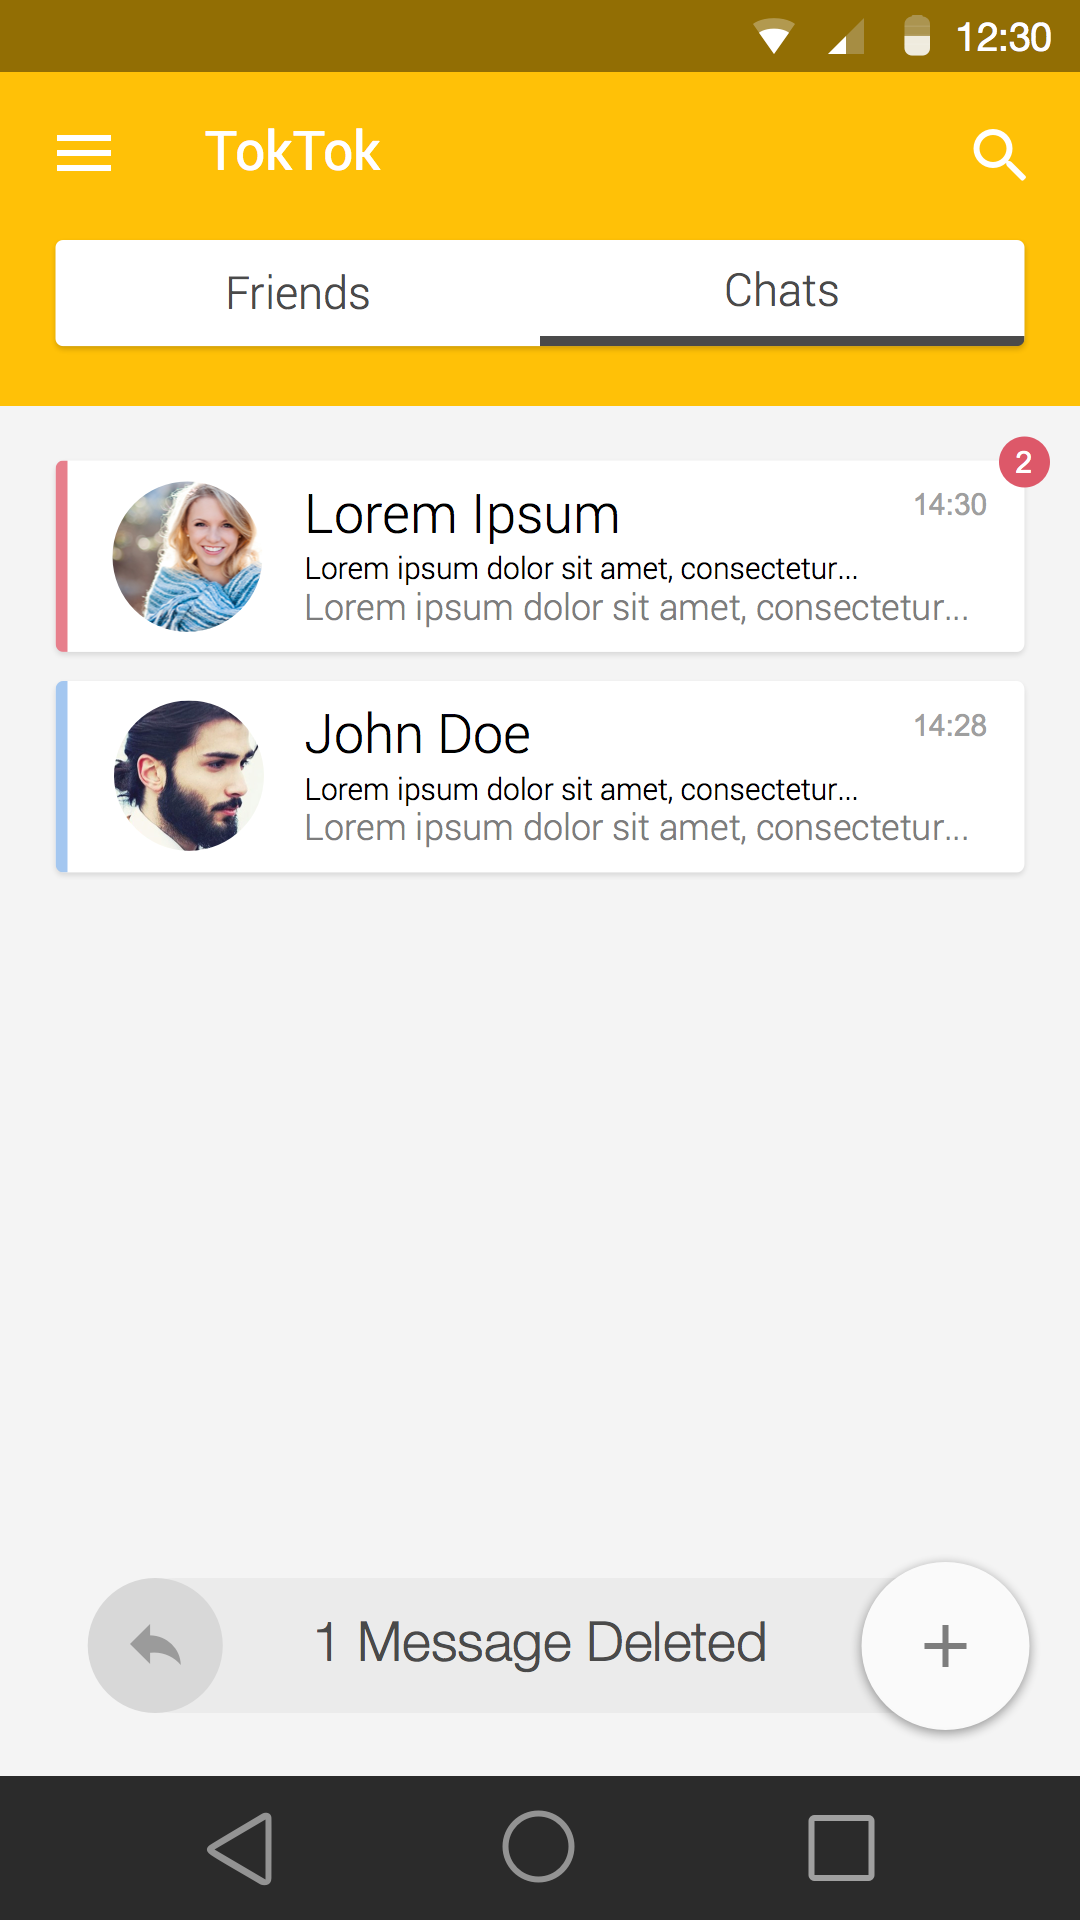 12:30
TokTok
Friends
Chats
2
Lorem Ipsum
14:30
Lorem ipsum dolor sit amet, consectetur...
Lorem ipsum dolor sit amet, consectetur...
John Doe
14:28
Lorem ipsum dolor sit amet, consectetur...
Lorem ipsum dolor sit amet, consectetur...
1 Message Deleted